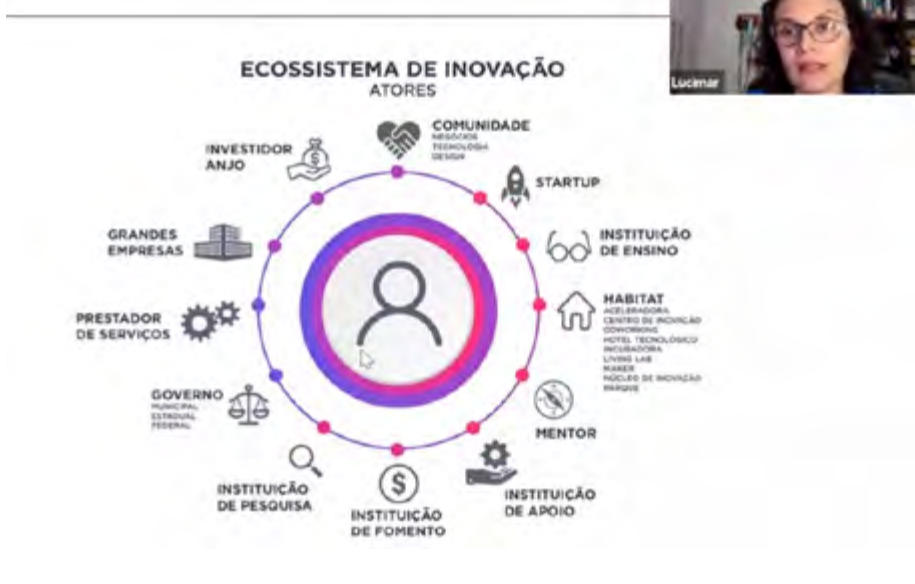 ECOSSISTEMA DE INOVAÇÃO
ATORES
Lucimar
COMUNIDADE
NEGÓCIOS
TECNOLOGIA
DESIGN
STARTUP
INSTITUIÇÃO
DE ENSINO
HABITAT
ACELERADORA
CENTRO DE INOVAÇÃO
COWORKING
HOTEL TECNOLÓGICO
INCUBADORA
LIVING LAB
MAKER
NÚCLEO DE INOVAÇÃO
PARQUE
MENTOR
INSTITUIÇÃO
DE APOIO
INSTITUIÇÃO
DE FOMENTO
INSTITUIÇÃO
DE PESQUISA
GOVERNO
MUNICIPAL
ESTADUAL
FEDERAL
PRESTADOR
DE SERVIÇOS
GRANDES
EMPRESAS
INVESTIDOR
ANJO